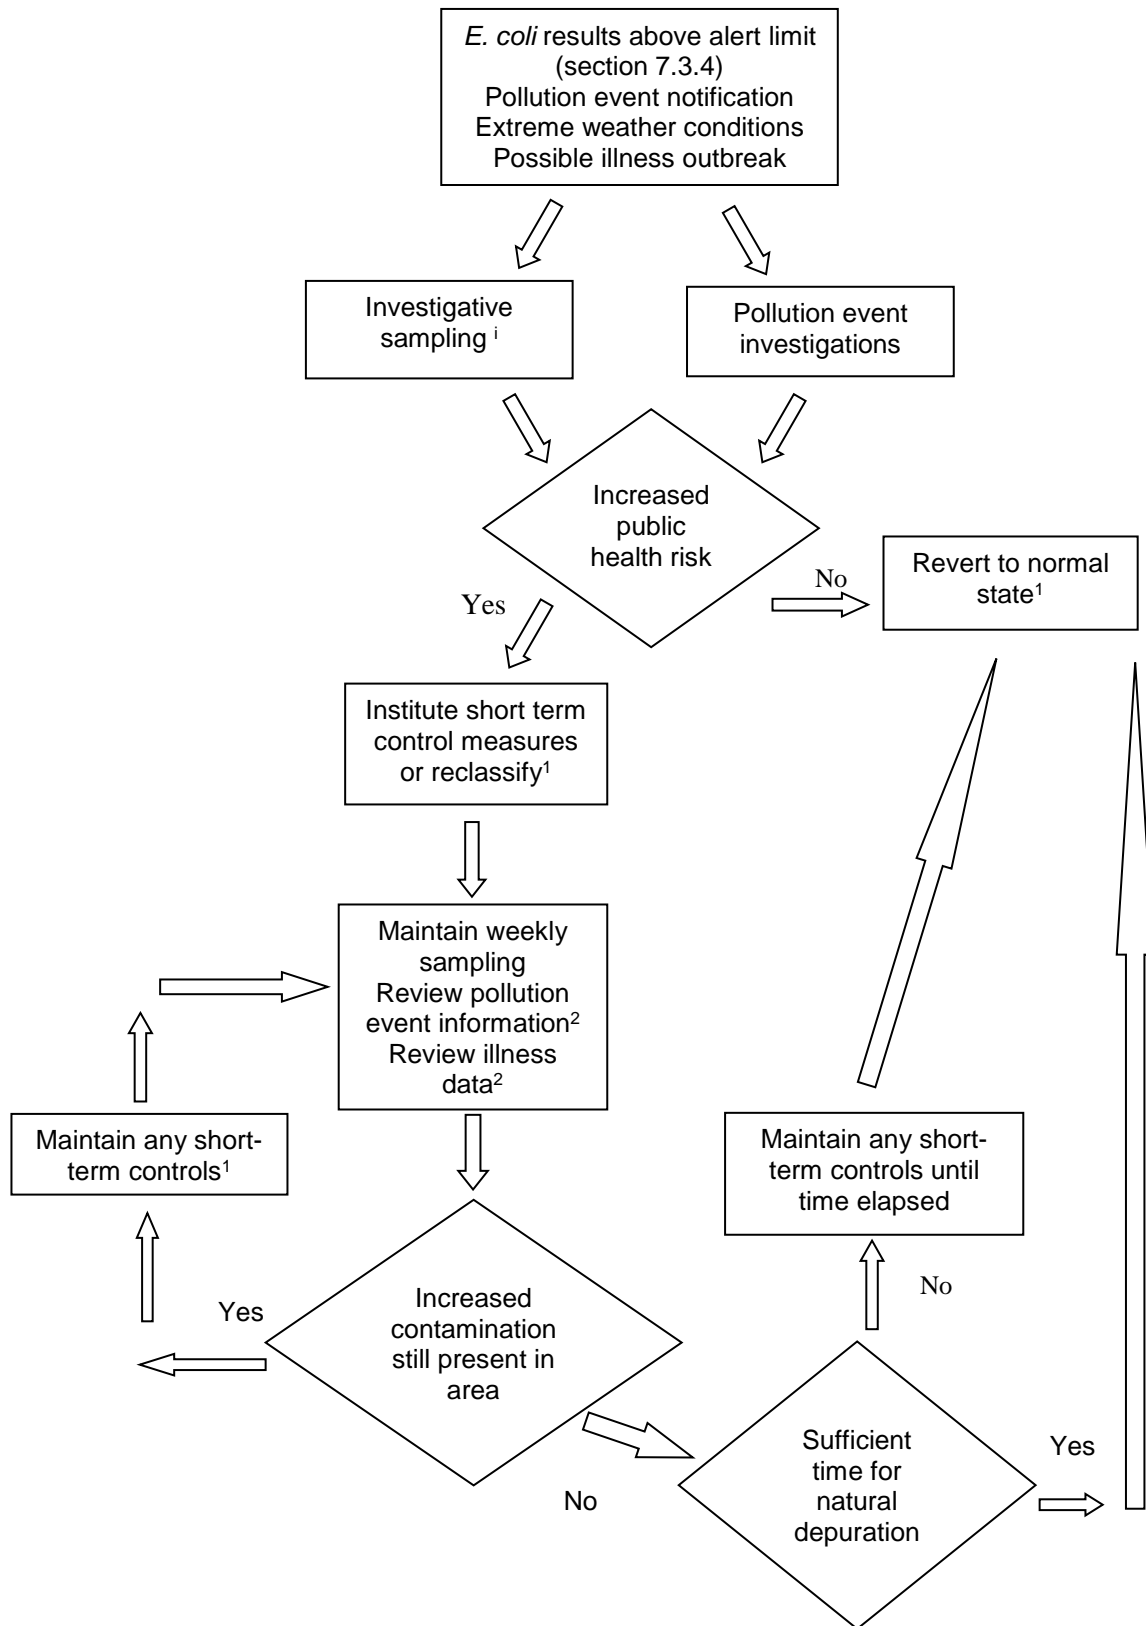 E. coli results above alert limit
(section 7.3.4)
Pollution event notification
Extreme weather conditions
Possible illness outbreak
Investigative
sampling i
Pollution event
investigations
Increased
public
health risk
No
Revert to normal
state1
Yes
Institute short term
control measures
or reclassify1
Maintain weekly
sampling
Review pollution
event information2
Review illness
data2
Maintain any short-
term controls1
Maintain any short-
term controls until
time elapsed
Yes
Increased
contamination
still present in
area
No
No
Sufficient
time for
natural
depuration
Yes